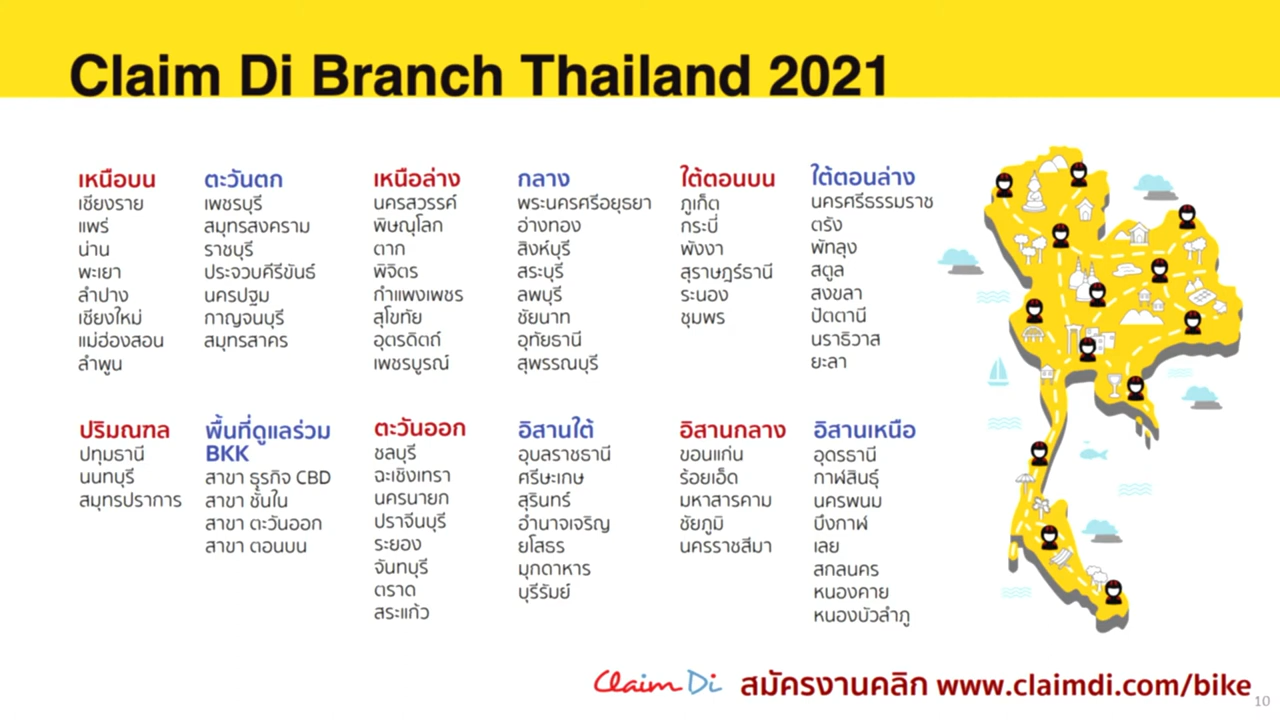 Claim Di Branch Thailand 2021
เหนือบน
เชียงราย
แพร่
น่าน
พะเยา
ลำปาง
เชียงใหม่
แม่ฮ่องสอน
ลำพูน
ตะวันตก
เพชรบุรี
สมุทรสงคราม
ราชบุรี
ประจวบคีรีขันธ์
นครปฐม
กาญจนบุรี
สมุทรสาคร
เหนือล่าง
นครสวรรค์
พิษณุโลก
ตาก
พิจิตร
กำแพงเพชร
สุโขทัย
อุตรดิตถ์
เพชรบูรณ์
กลาง
พระนครศรีอยุธยา
อ่างทอง
สิงห์บุรี
สระบุรี
ลพบุรี
ชัยนาท
อุทัยธานี
สุพรรณบุรี
ใต้ตอนบน
ภูเก็ต
กระบี่
พังงา
สุราษฎร์ธานี
ระนอง
ชุมพร
ใต้ตอนล่าง
นครศรีธรรมราช
ตรัง
พัทลุง
สตูล
สงขลา
ปัตตานี
นราธิวาส
ยะลา
ปริมณฑล
ปทุมธานี
นนทบุรี
สมุทรปราการ
พื้นที่ดูแลร่วม
BKK
สาขา ธุรกิจ CBD
สาขา ชั้นใน
สาขา ตะวันออก
สาขา ตอนบน
ตะวันออก
ชลบุรี
ฉะเชิงเทรา
นครนายก
ปราจีนบุรี
ระยอง
จันทบุรี
ตราด
สระแก้ว
อิสานใต้
อุบลราชธานี
ศรีษะเกษ
สุรินทร์
อำนาจเจริญ
ยโสธร
มุกดาหาร
บุรีรัมย์
อิสานกลาง
ขอนแก่น
ร้อยเอ็ด
มหาสารคาม
ชัยภูมิ
นครราชสีมา
อิสานเหนือ
อุดรธานี
กาฬสินธุ์
นครพนม
บึงกาฬ
เลย
สกลนคร
หนองคาย
หนองบัวลำภู
Claim Di สมัครงานคลิก www.claimdi.com/bike
10